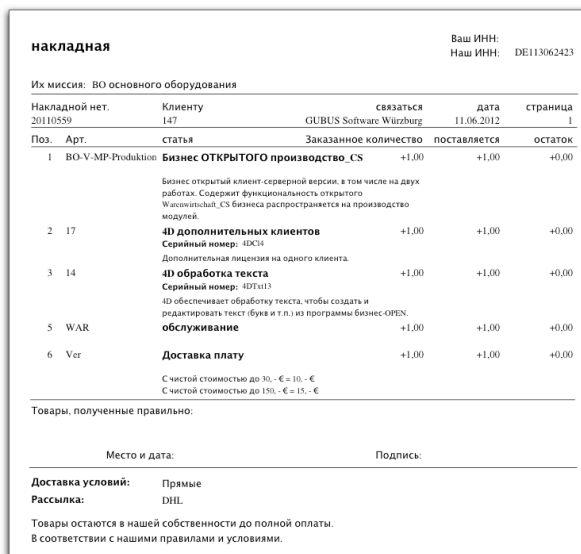 накладная
Ваш ИНН:
Наш ИНН: DE113062423
Их миссия: ВО основного оборудования
Накладной нет. Клиенту связаться дата страница
20110559 147 GUBUS Software Würzburg 11.06.2012 1
Поз. Арт. статья Заказанное количество поставляется остаток
1 BO-V-MP-Produktion Бизнес ОТКРЫТОГО производство_CS +1,00 +1,00 +0,00
Бизнес открытый клиент-серверной версии, в том числе на двух
работах. Содержит функциональность открытого
Warenwirtschaft_CS бизнеса распространяется на производство
модулей.
2 17 4D дополнительных клиентов +1,00 +1,00 +0,00
Серийный номер: 4DCl4
Дополнительная лицензия на одного клиента.
3 14 4D обработка текста +1,00 +1,00 +0,00
Серийный номер: 4DTxt13
4D обеспечивает обработку текста, чтобы создать и
редактировать текст (букв и т.п.) из программы бизнес-OPEN.
5 WAR обслуживание +1,00 +1,00 +0,00
6 Ver Доставка плату +1,00 +1,00 +0,00
С чистой стоимостью до 30, - € = 10, - €
С чистой стоимостью до 150, - € = 15, - €
Товары, полученные правильно:
Место и дата: Подпись:
Доставка условий: Прямые
Рассылка: DHL
Товары остаются в нашей собственности до полной оплаты.
В соответствии с нашими правилами и условиями.